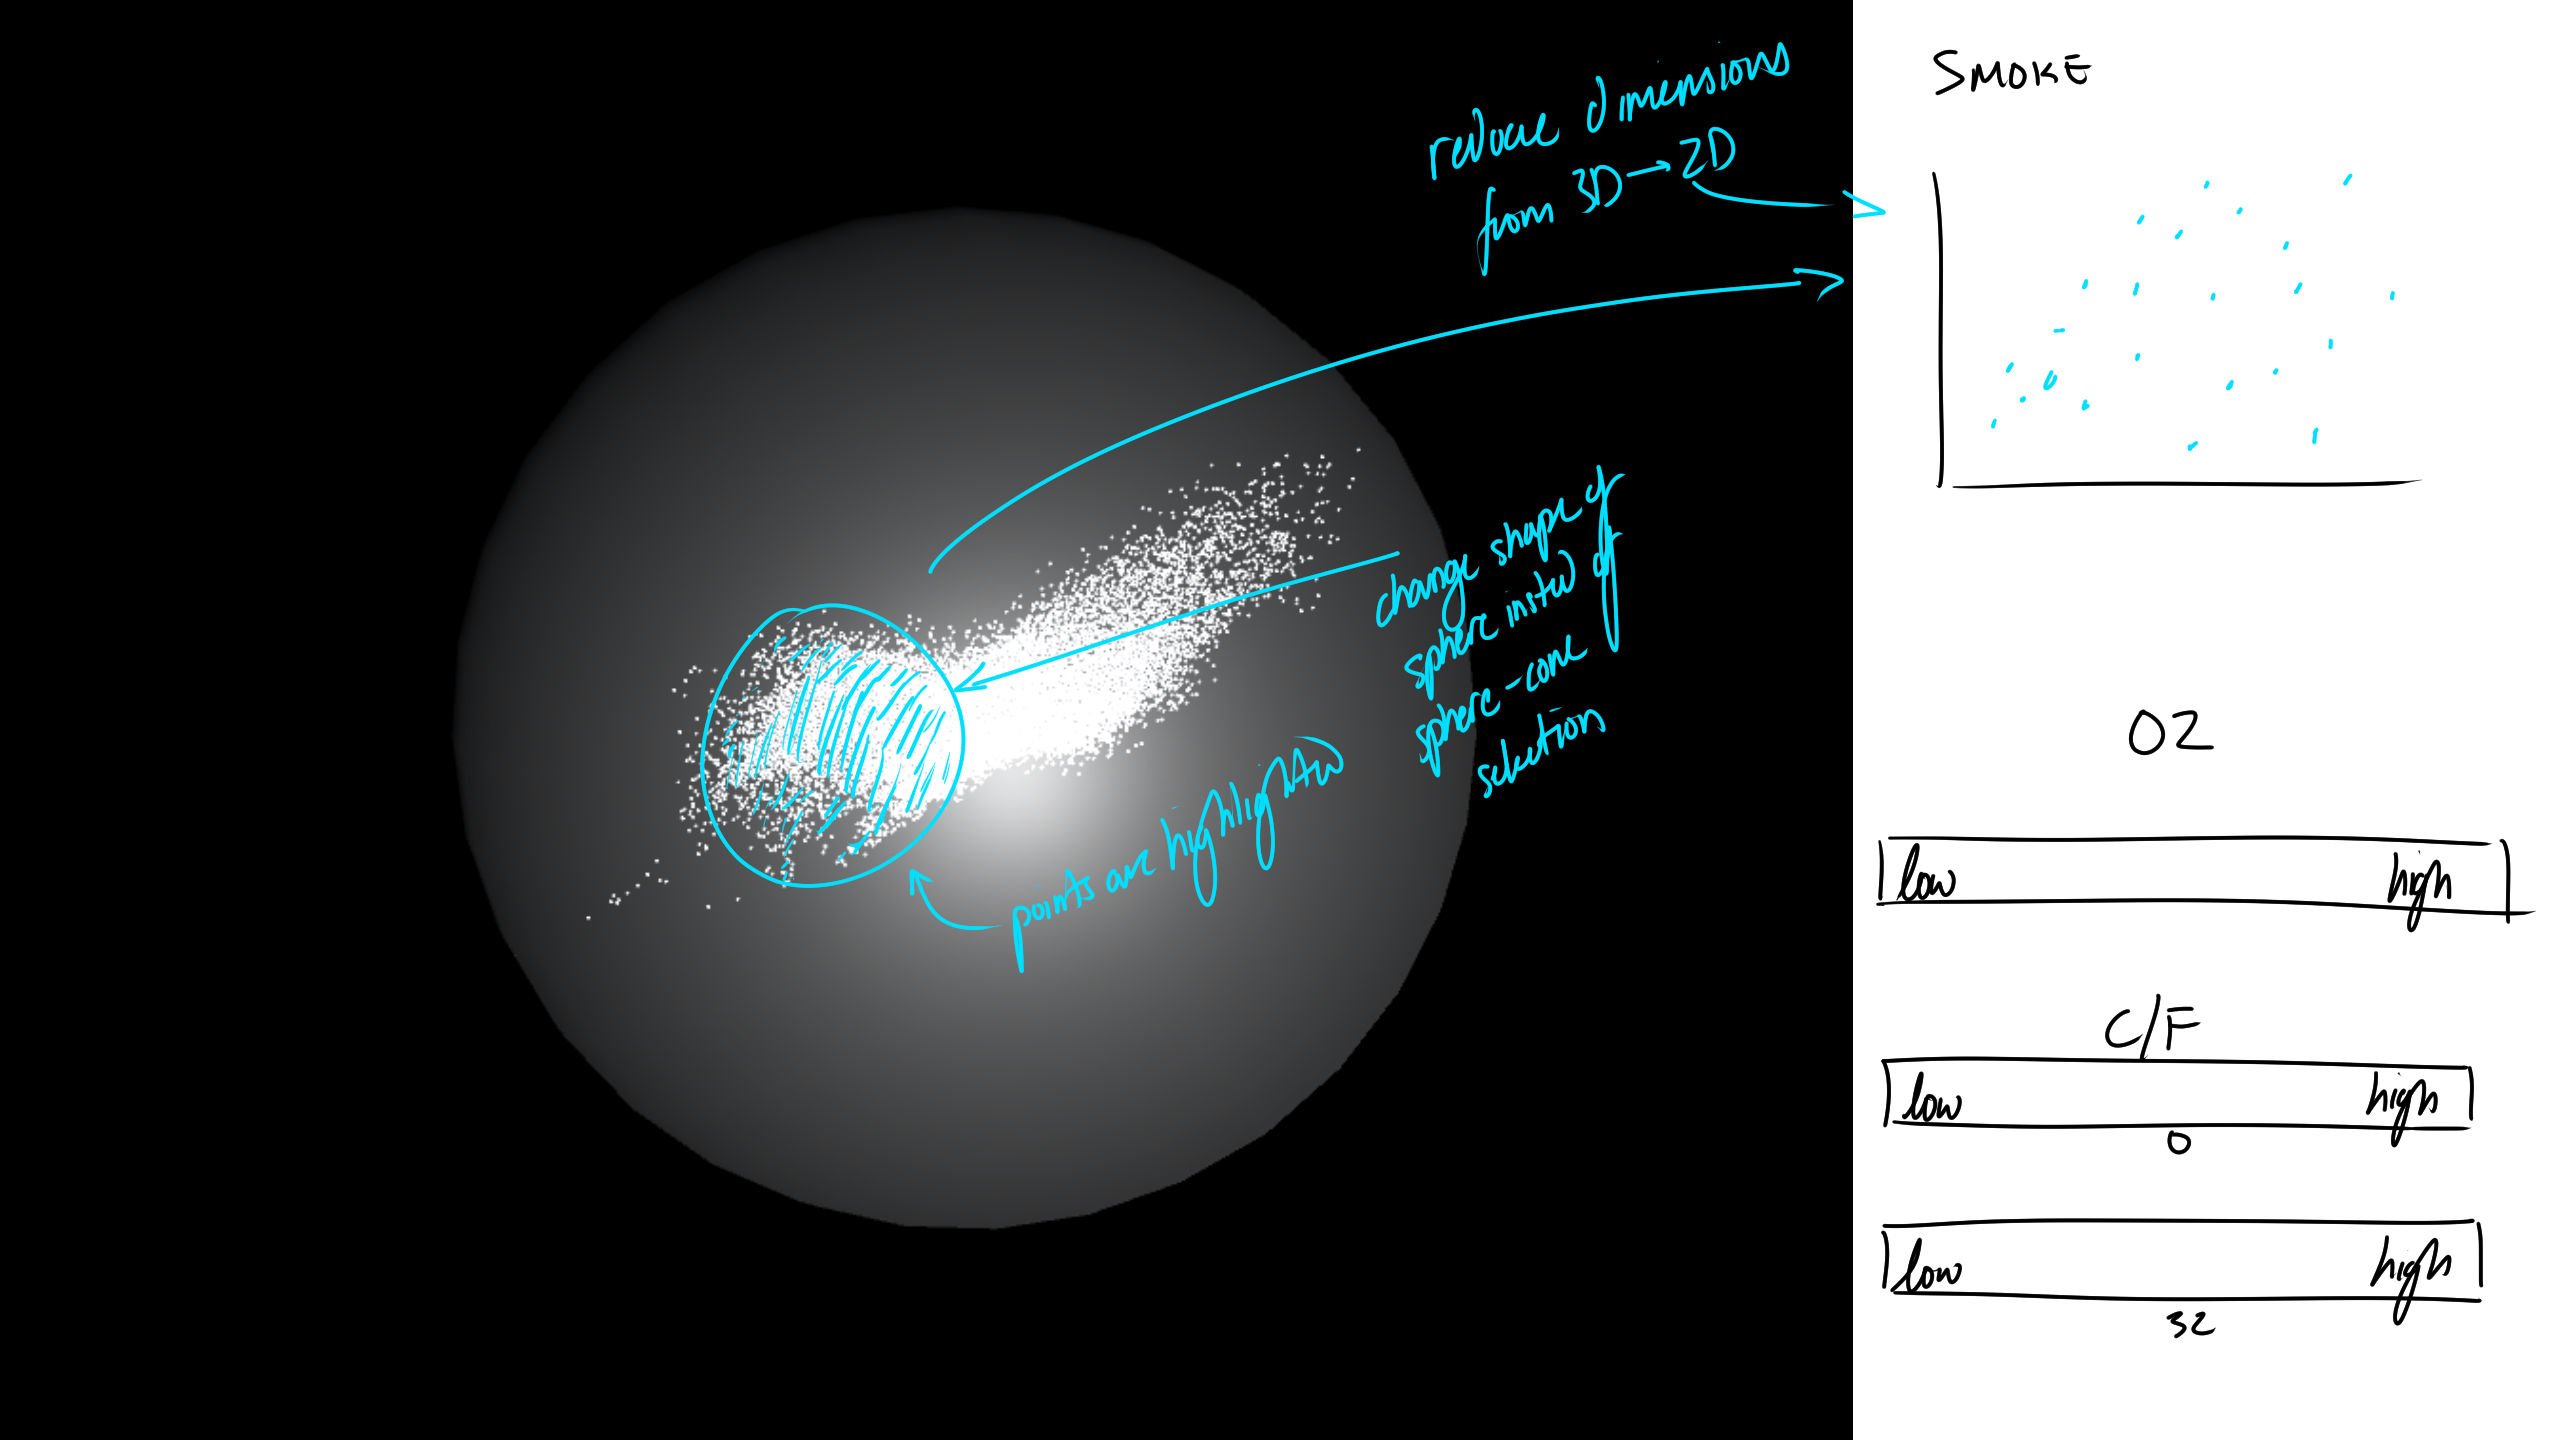 reduce dimensions
from 3D → 2D
change shape of
sphere instead of
sphere-cone
selection
points are highlighted
SMOKE
O2
low high
C/F
low high
0
low high
32